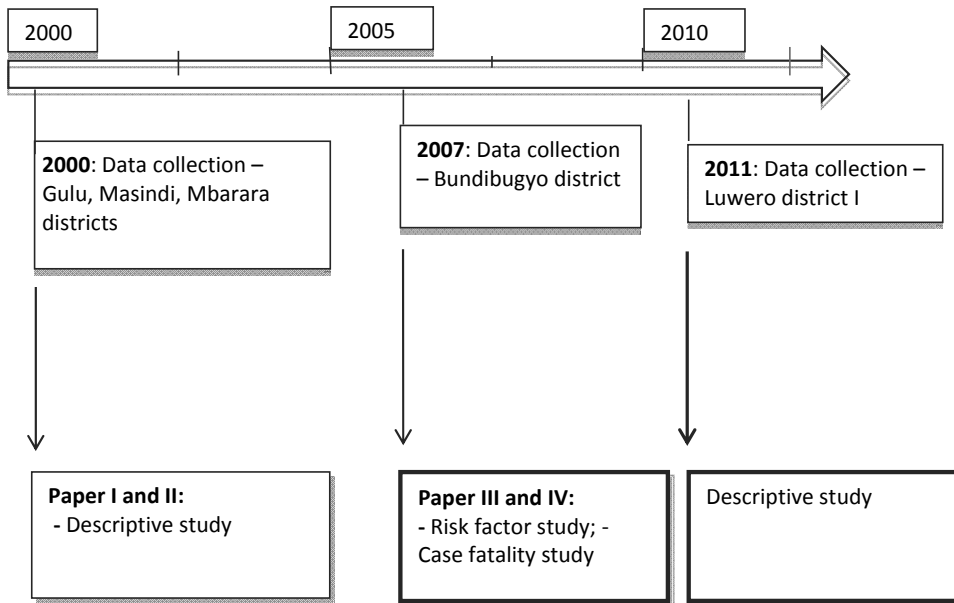 2000
2005
2010
2000: Data collection –
Gulu, Masindi, Mbarara
districts
2007: Data collection
– Bundibugyo district
2011: Data collection –
Luwero district I
Paper I and II:
- Descriptive study
Paper III and IV:
- Risk factor study; -
Case fatality study
Descriptive study